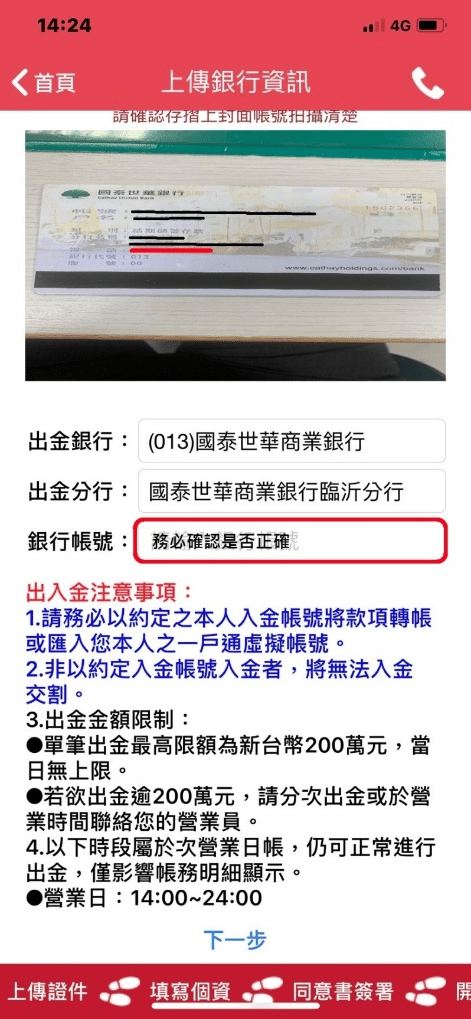 14:24
4G
首頁
上傳銀行資訊
請確認存摺上封面帳號拍攝清楚
國泰世華銀行
Cathay United Bank
帳號:
戶名:
銀行代號:013
www.cathayholdings.com/bank
出金銀行:
(013)國泰世華商業銀行
出金分行:
國泰世華商業銀行臨沂分行
銀行帳號:
務必確認是否正確
出入金注意事項:
1.請務必以約定之本人入金帳號將款項轉帳
或匯入您本人之一戶通虛擬帳號。
2.非以約定入金帳號入金者,將無法入金
交割。
3.出金金額限制:
●單筆出金最高限額為新台幣200萬元,當
日無上限。
●若欲出金逾200萬元,請分次出金或於營
業時間聯絡您的營業員。
4.以下時段屬於次營業日帳,仍可正常進行
出金,僅影響帳務明細顯示。
●營業日:14:00~24:00
下一步
上傳證件
填寫個資
同意書簽署
開